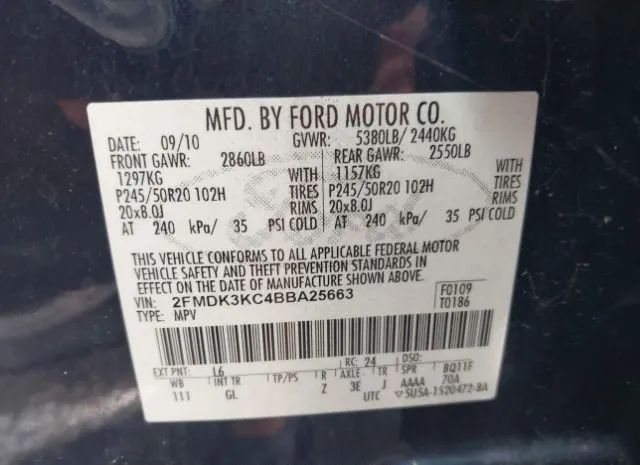 MFD. BY FORD MOTOR CO.
DATE: 09/10 GVWR: 5380LB/ 2440KG
FRONT GAWR: 2860LB REAR GAWR: 2550LB
1297KG WITH 1157KG WITH
P245/50R20 102H TIRES P245/50R20 102H TIRES
20x8.0J RIMS 20x8.0J RIMS
AT 240 kPa/ 35 PSI COLD AT 240 kPa/ 35 PSI COLD
THIS VEHICLE CONFORMS TO ALL APPLICABLE FEDERAL MOTOR
VEHICLE SAFETY AND THEFT PREVENTION STANDARDS IN
EFFECT ON THE DATE OF MANUFACTURE SHOWN ABOVE.
VIN: 2FMDK3KC4BBA25663 F0109
TYPE: MPV T0186
EXT PNT: L6 RC: 24 DSO:
WB INT TR TP/PS R AXLE TR SPR BQ11F
111 GL Z 3E J AAAA 70A
UTC ▽5U5A-1520472-BA